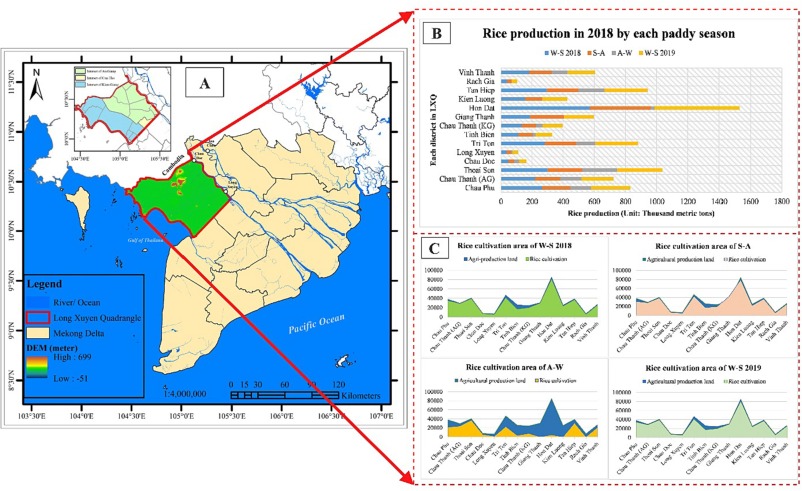 A
N
Cambodia
Gulf of Thailand
Pacific Ocean
Legend
River/ Ocean
Long Xuyen Quadrangle
Mekong Delta
DEM (meter)
High : 699
Low : -51
1:4,000,000
0 15 30 60 90 120
Kilometers
11°30'N
11°0'N
10°30'N
10°0'N
9°30'N
9°0'N
8°30'N
103°30'E 104°0'E 104°30'E 105°0'E 105°30'E 106°0'E 106°30'E 107°0'E
B
Rice production in 2018 by each paddy season
W-S 2018 S-A A-W W-S 2019
Each district in LXQ
Vinh Thanh
Rach Gia
Tan Hiep
Kien Luong
Hon Dat
Giang Thanh
Chau Thanh (KG)
Tinh Bien
Tri Ton
Long Xuyen
Chau Doc
Thoai Son
Chau Thanh (AG)
Chau Phu
0 200 400 600 800 1000 1200 1400 1600 1800
Rice production (Unit: Thousand metric tons)
C
Rice cultivation area of W-S 2018
Agri-production land Rice cultivation
100000
80000
60000
40000
20000
0
Chau Phu Chau Thanh (AG) Thoai Son Chau Doc Long Xuyen Tri Ton Tinh Bien Chau Thanh (KG) Giang Thanh Hon Dat Kien Luong Tan Hiep Rach Gia Vinh Thanh
Rice cultivation area of S-A
Agricultural production land Rice cultivation
100000
80000
60000
40000
20000
0
Chau Phu Chau Thanh (AG) Thoai Son Chau Doc Long Xuyen Tri Ton Tinh Bien Chau Thanh (KG) Giang Thanh Hon Dat Kien Luong Tan Hiep Rach Gia Vinh Thanh
Rice cultivation area of A-W
Agricultural production land Rice cultivation
100000
80000
60000
40000
20000
0
Chau Phu Chau Thanh (AG) Thoai Son Chau Doc Long Xuyen Tri Ton Tinh Bien Chau Thanh (KG) Giang Thanh Hon Dat Kien Luong Tan Hiep Rach Gia Vinh Thanh
Rice cultivation area of W-S 2019
Agricultural production land Rice cultivation
100000
80000
60000
40000
20000
0
Chau Phu Chau Thanh (AG) Thoai Son Chau Doc Long Xuyen Tri Ton Tinh Bien Chau Thanh (KG) Giang Thanh Hon Dat Kien Luong Tan Hiep Rach Gia Vinh Thanh